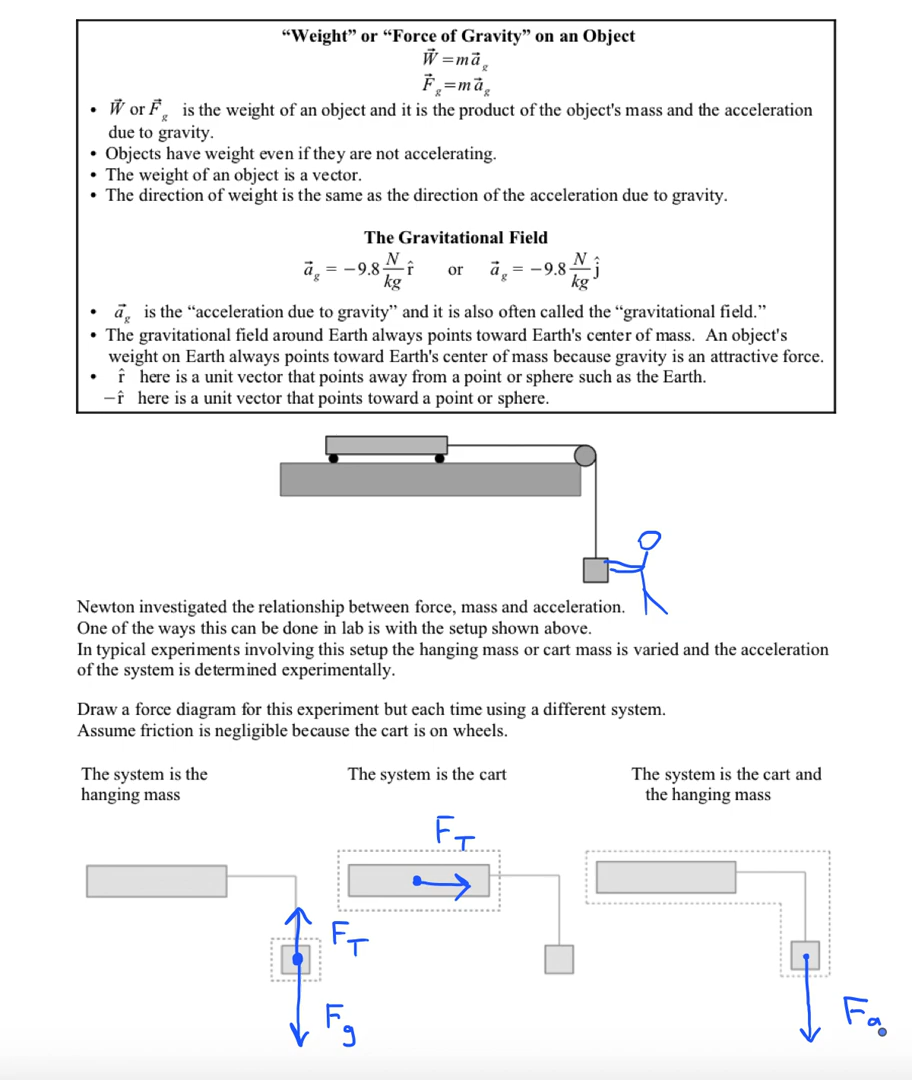 “Weight” or “Force of Gravity” on an Object
W⃗ = m a⃗_g
F⃗_g = m a⃗_g
• W⃗ or F⃗_g is the weight of an object and it is the product of the object's mass and the acceleration
due to gravity.
• Objects have weight even if they are not accelerating.
• The weight of an object is a vector.
• The direction of weight is the same as the direction of the acceleration due to gravity.
The Gravitational Field
a⃗_g = −9.8 N/kg r̂ or a⃗_g = −9.8 N/kg ĵ
• a⃗_g is the “acceleration due to gravity” and it is also often called the “gravitational field.”
• The gravitational field around Earth always points toward Earth's center of mass. An object's
weight on Earth always points toward Earth's center of mass because gravity is an attractive force.
• r̂ here is a unit vector that points away from a point or sphere such as the Earth.
−r̂ here is a unit vector that points toward a point or sphere.
Newton investigated the relationship between force, mass and acceleration.
One of the ways this can be done in lab is with the setup shown above.
In typical experiments involving this setup the hanging mass or cart mass is varied and the acceleration
of the system is determined experimentally.
Draw a force diagram for this experiment but each time using a different system.
Assume friction is negligible because the cart is on wheels.
The system is the
hanging mass
The system is the cart
The system is the cart and
the hanging mass
F_T
F_T
F_g